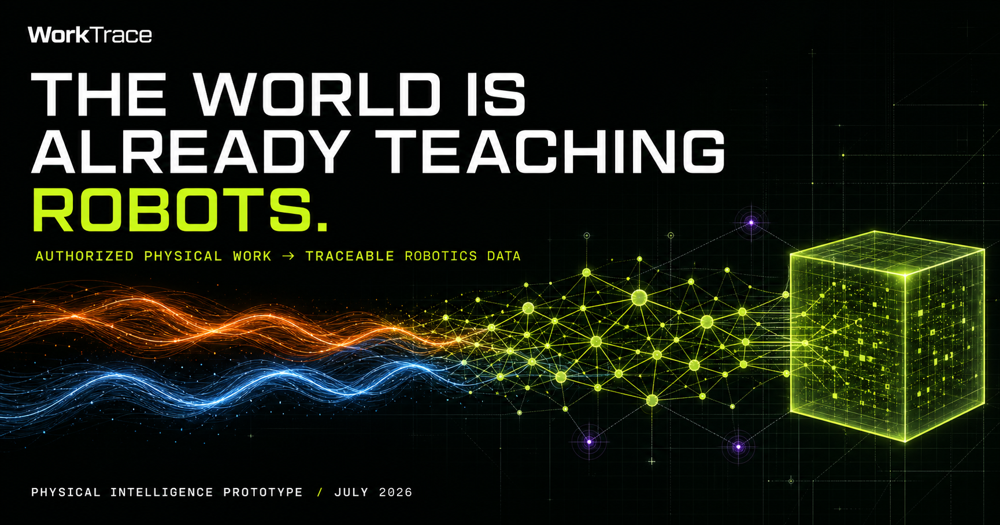 WorkTrace
THE WORLD IS
ALREADY TEACHING
ROBOTS.
AUTHORIZED PHYSICAL WORK → TRACEABLE ROBOTICS DATA
PHYSICAL INTELLIGENCE PROTOTYPE / JULY 2026